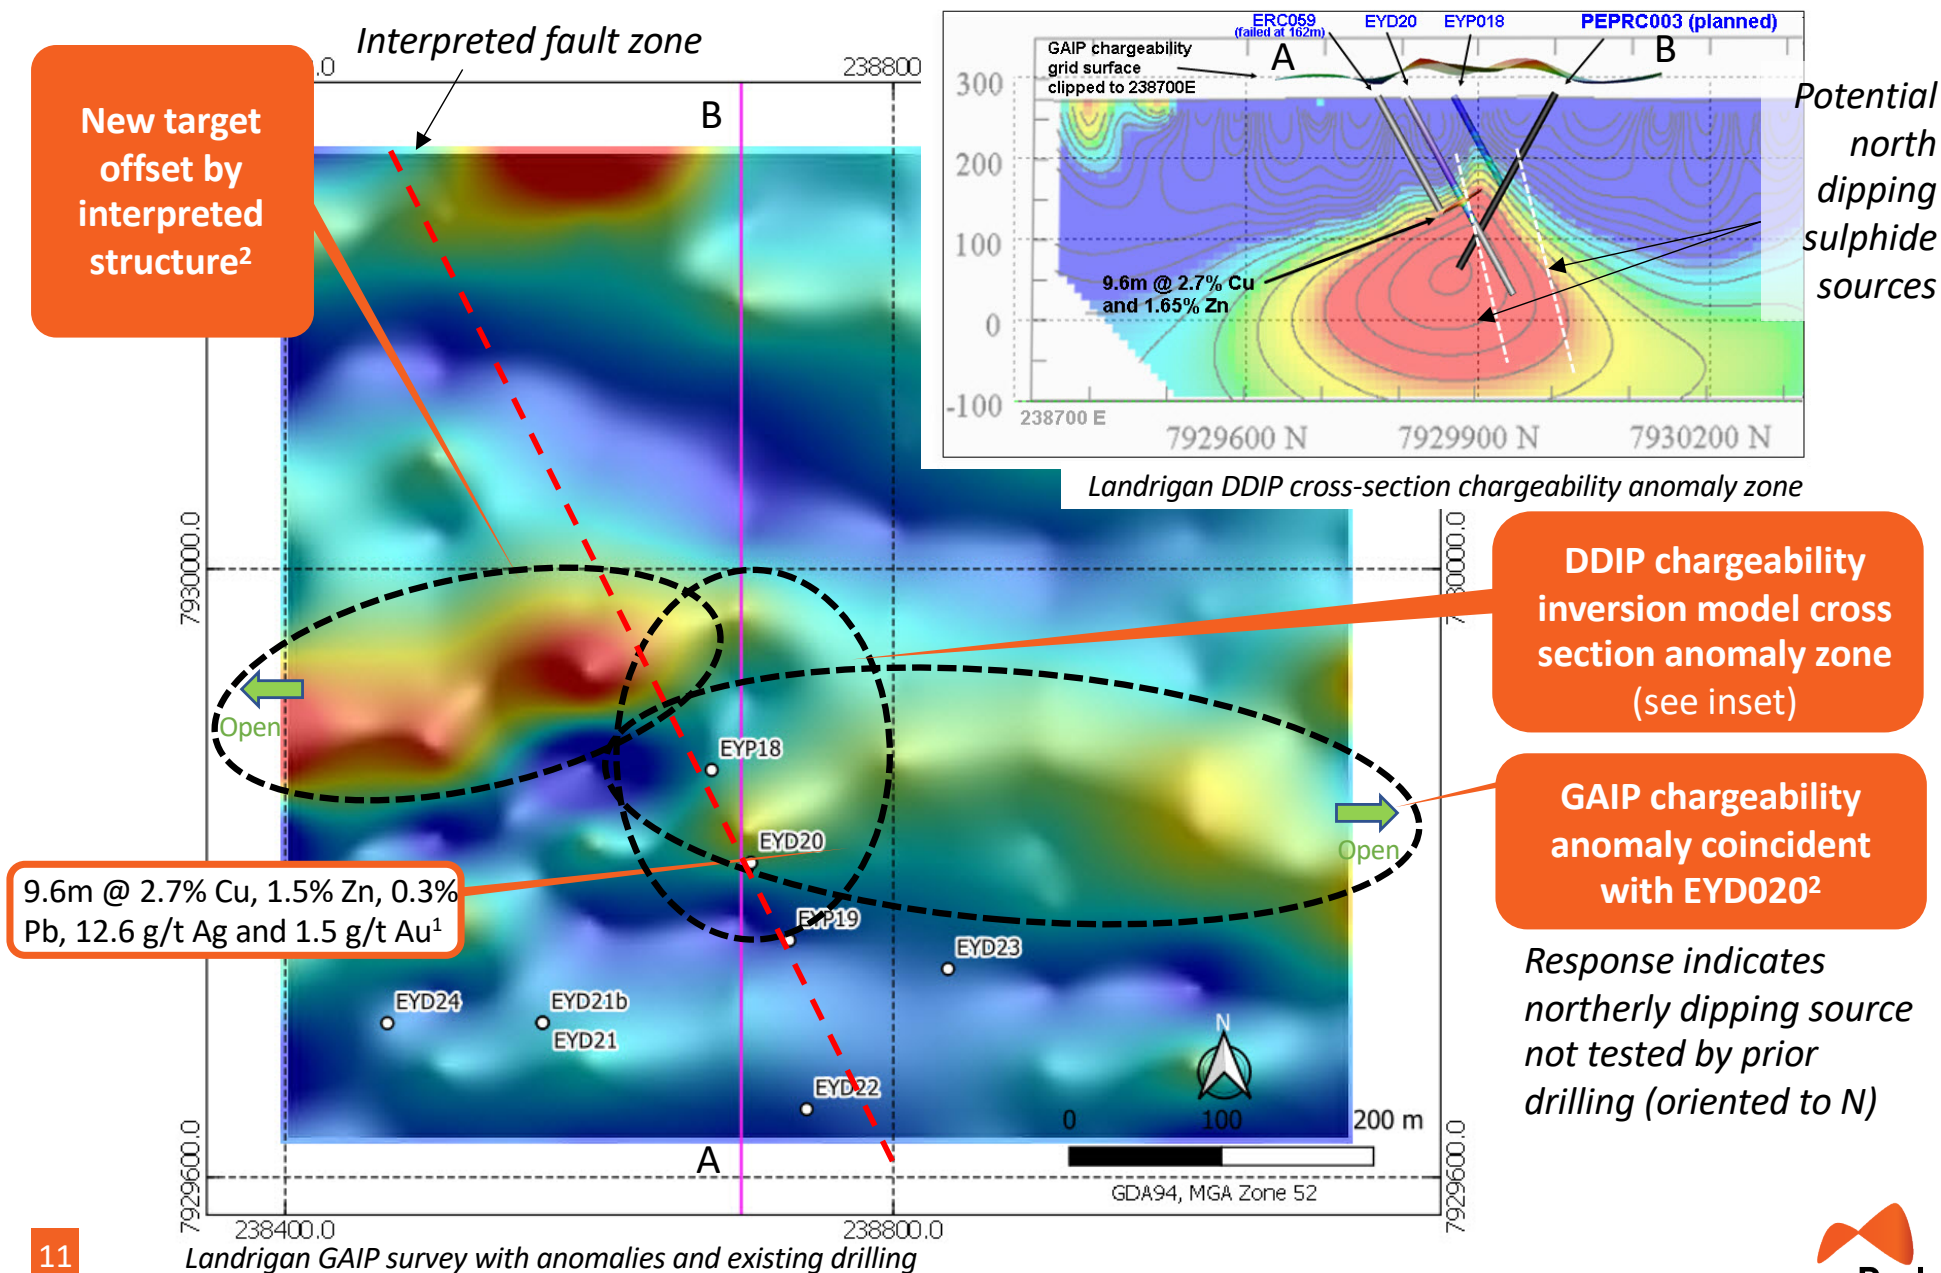 Interpreted fault zone
New target
offset by
interpreted
structure²
.0
238800
B
ERC059
(failed at 162m)
EYD20
EYP018
PEPRC003 (planned)
GAIP chargeability
grid surface
clipped to 238700E
A
B
300
200
100
0
-100
9.6m @ 2.7% Cu
and 1.65% Zn
238700 E
7929600 N
7929900 N
7930200 N
Potential
north
dipping
sulphide
sources
Landrigan DDIP cross-section chargeability anomaly zone
7930000.0
DDIP chargeability
inversion model cross
section anomaly zone
(see inset)
Open
EYP18
GAIP chargeability
anomaly coincident
with EYD020²
Open
EYD20
9.6m @ 2.7% Cu, 1.5% Zn, 0.3%
Pb, 12.6 g/t Ag and 1.5 g/t Au¹
EYP19
EYD23
EYD24
EYD21b
EYD21
EYD22
Response indicates
northerly dipping source
not tested by prior
drilling (oriented to N)
N
0
100
200 m
A
GDA94, MGA Zone 52
7929600.0
7929600.0
238400.0
238800.0
11
Landrigan GAIP survey with anomalies and existing drilling